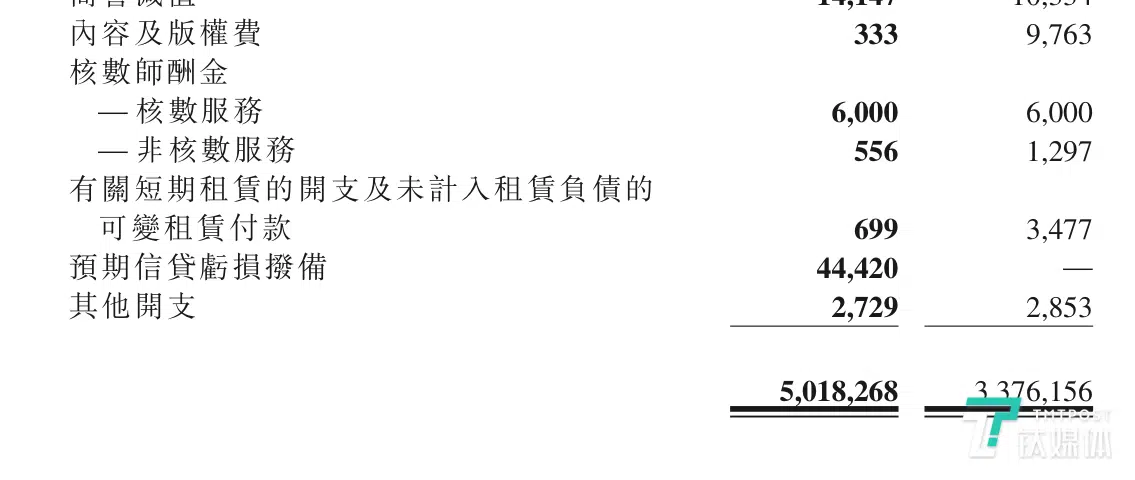 內容及版權費 333 9,763
核數師酬金
— 核數服務 6,000 6,000
— 非核數服務 556 1,297
有關短期租賃的開支及未計入租賃負債的
可變租賃付款 699 3,477
預期信貸虧損撥備 44,420 —
其他開支 2,729 2,853
5,018,268 3,376,156
TMTPOST
钛媒体